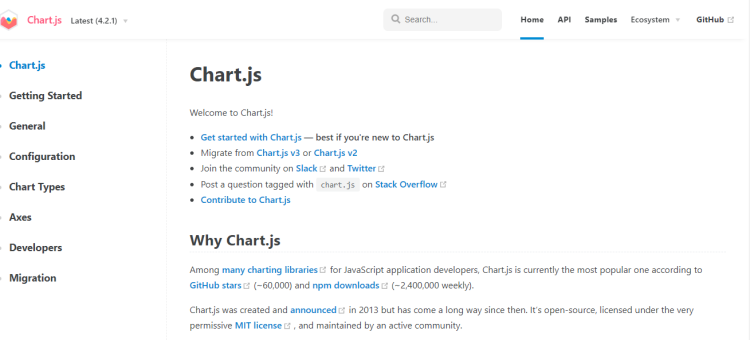 Chart.js Latest (4.2.1) Search... Home API Samples Ecosystem GitHub
Chart.js
Getting Started
General
Configuration
Chart Types
Axes
Developers
Migration
Chart.js
Welcome to Chart.js!
Get started with Chart.js — best if you're new to Chart.js
Migrate from Chart.js v3 or Chart.js v2
Join the community on Slack and Twitter
Post a question tagged with chart.js on Stack Overflow
Contribute to Chart.js
Why Chart.js
Among many charting libraries for JavaScript application developers, Chart.js is currently the most popular one according to
GitHub stars (~60,000) and npm downloads (~2,400,000 weekly).
Chart.js was created and announced in 2013 but has come a long way since then. It's open-source, licensed under the very
permissive MIT license , and maintained by an active community.